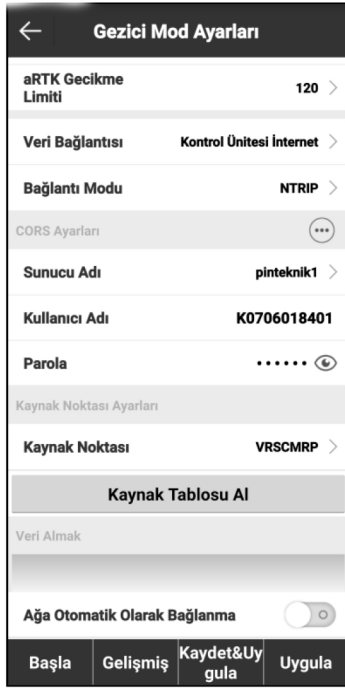 Gezici Mod Ayarları
aRTK Gecikme
Limiti
120
Veri Bağlantısı
Kontrol Ünitesi İnternet
Bağlantı Modu
NTRIP
CORS Ayarları
Sunucu Adı
pinteknik1
Kullanıcı Adı
K0706018401
Parola
••••••
Kaynak Noktası Ayarları
Kaynak Noktası
VRSCMRP
Kaynak Tablosu Al
Veri Almak
Ağa Otomatik Olarak Bağlanma
Başla
Gelişmiş
Kaydet&Uy
gula
Uygula